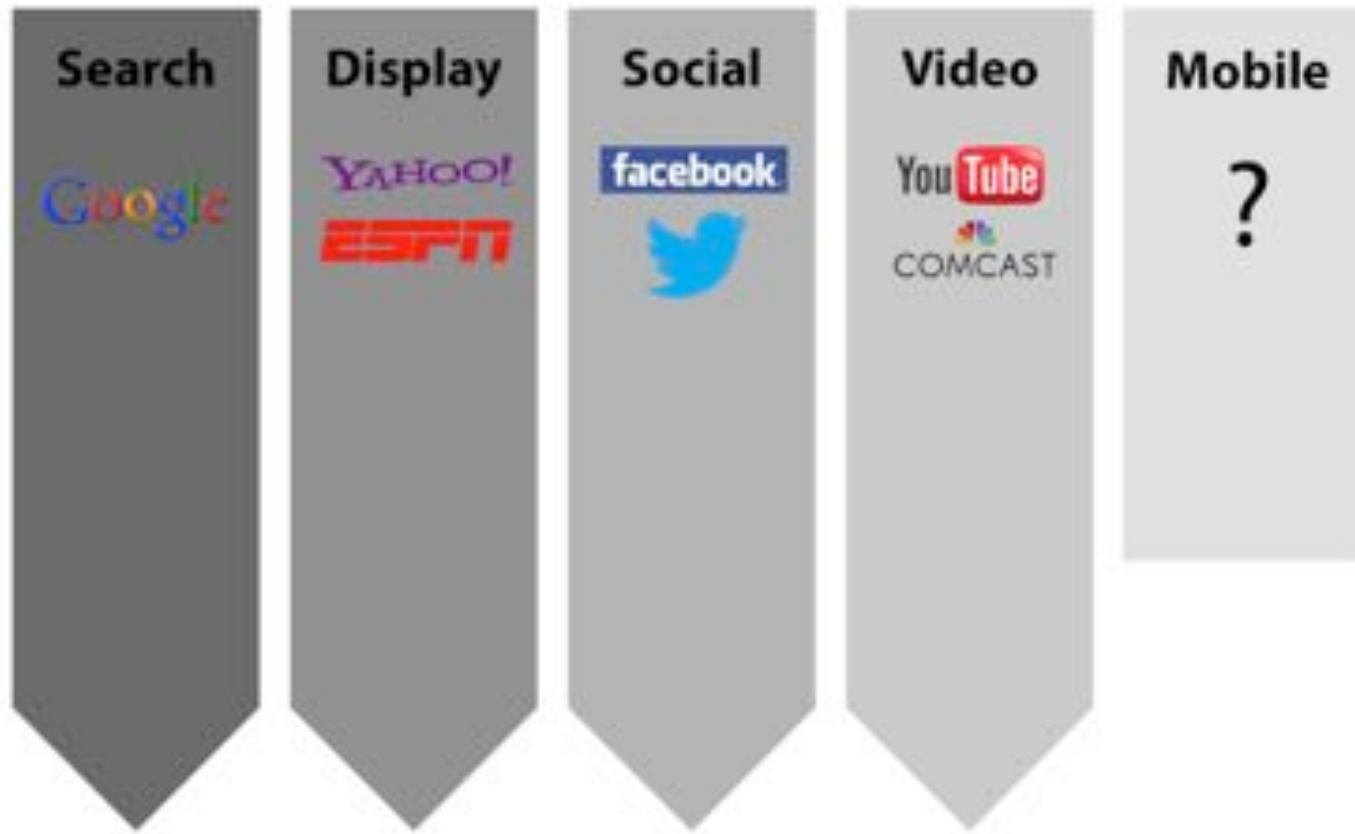 Search
Google
Display
YAHOO!
ESPN
Social
facebook
Video
You Tube
COMCAST
Mobile
?